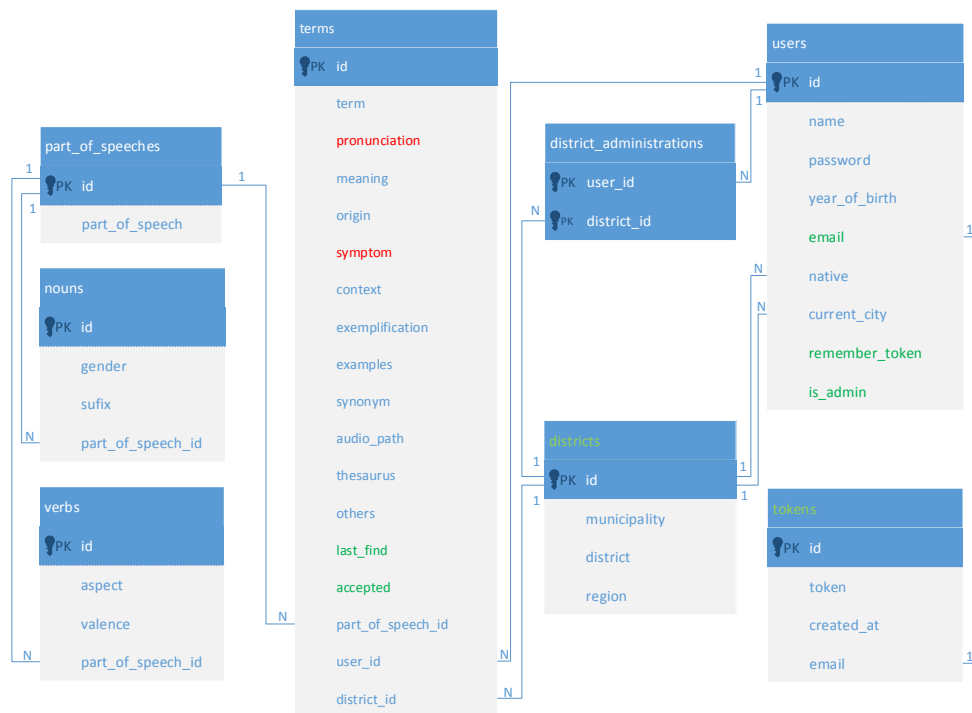 terms
PK id
term
pronunciation
meaning
origin
symptom
context
exemplification
examples
synonym
audio_path
thesaurus
others
last_find
accepted
part_of_speech_id
user_id
district_id
N
N
N
users
PK id
name
password
year_of_birth
email
native
current_city
remember_token
is_admin
1
1
N
N
1
part_of_speeches
PK id
part_of_speech
1
1
1
district_administrations
PK user_id
PK district_id
N
N
nouns
PK id
gender
sufix
part_of_speech_id
N
verbs
PK id
aspect
valence
part_of_speech_id
N
districts
PK id
municipality
district
region
1
1
1
1
tokens
PK id
token
created_at
email
1